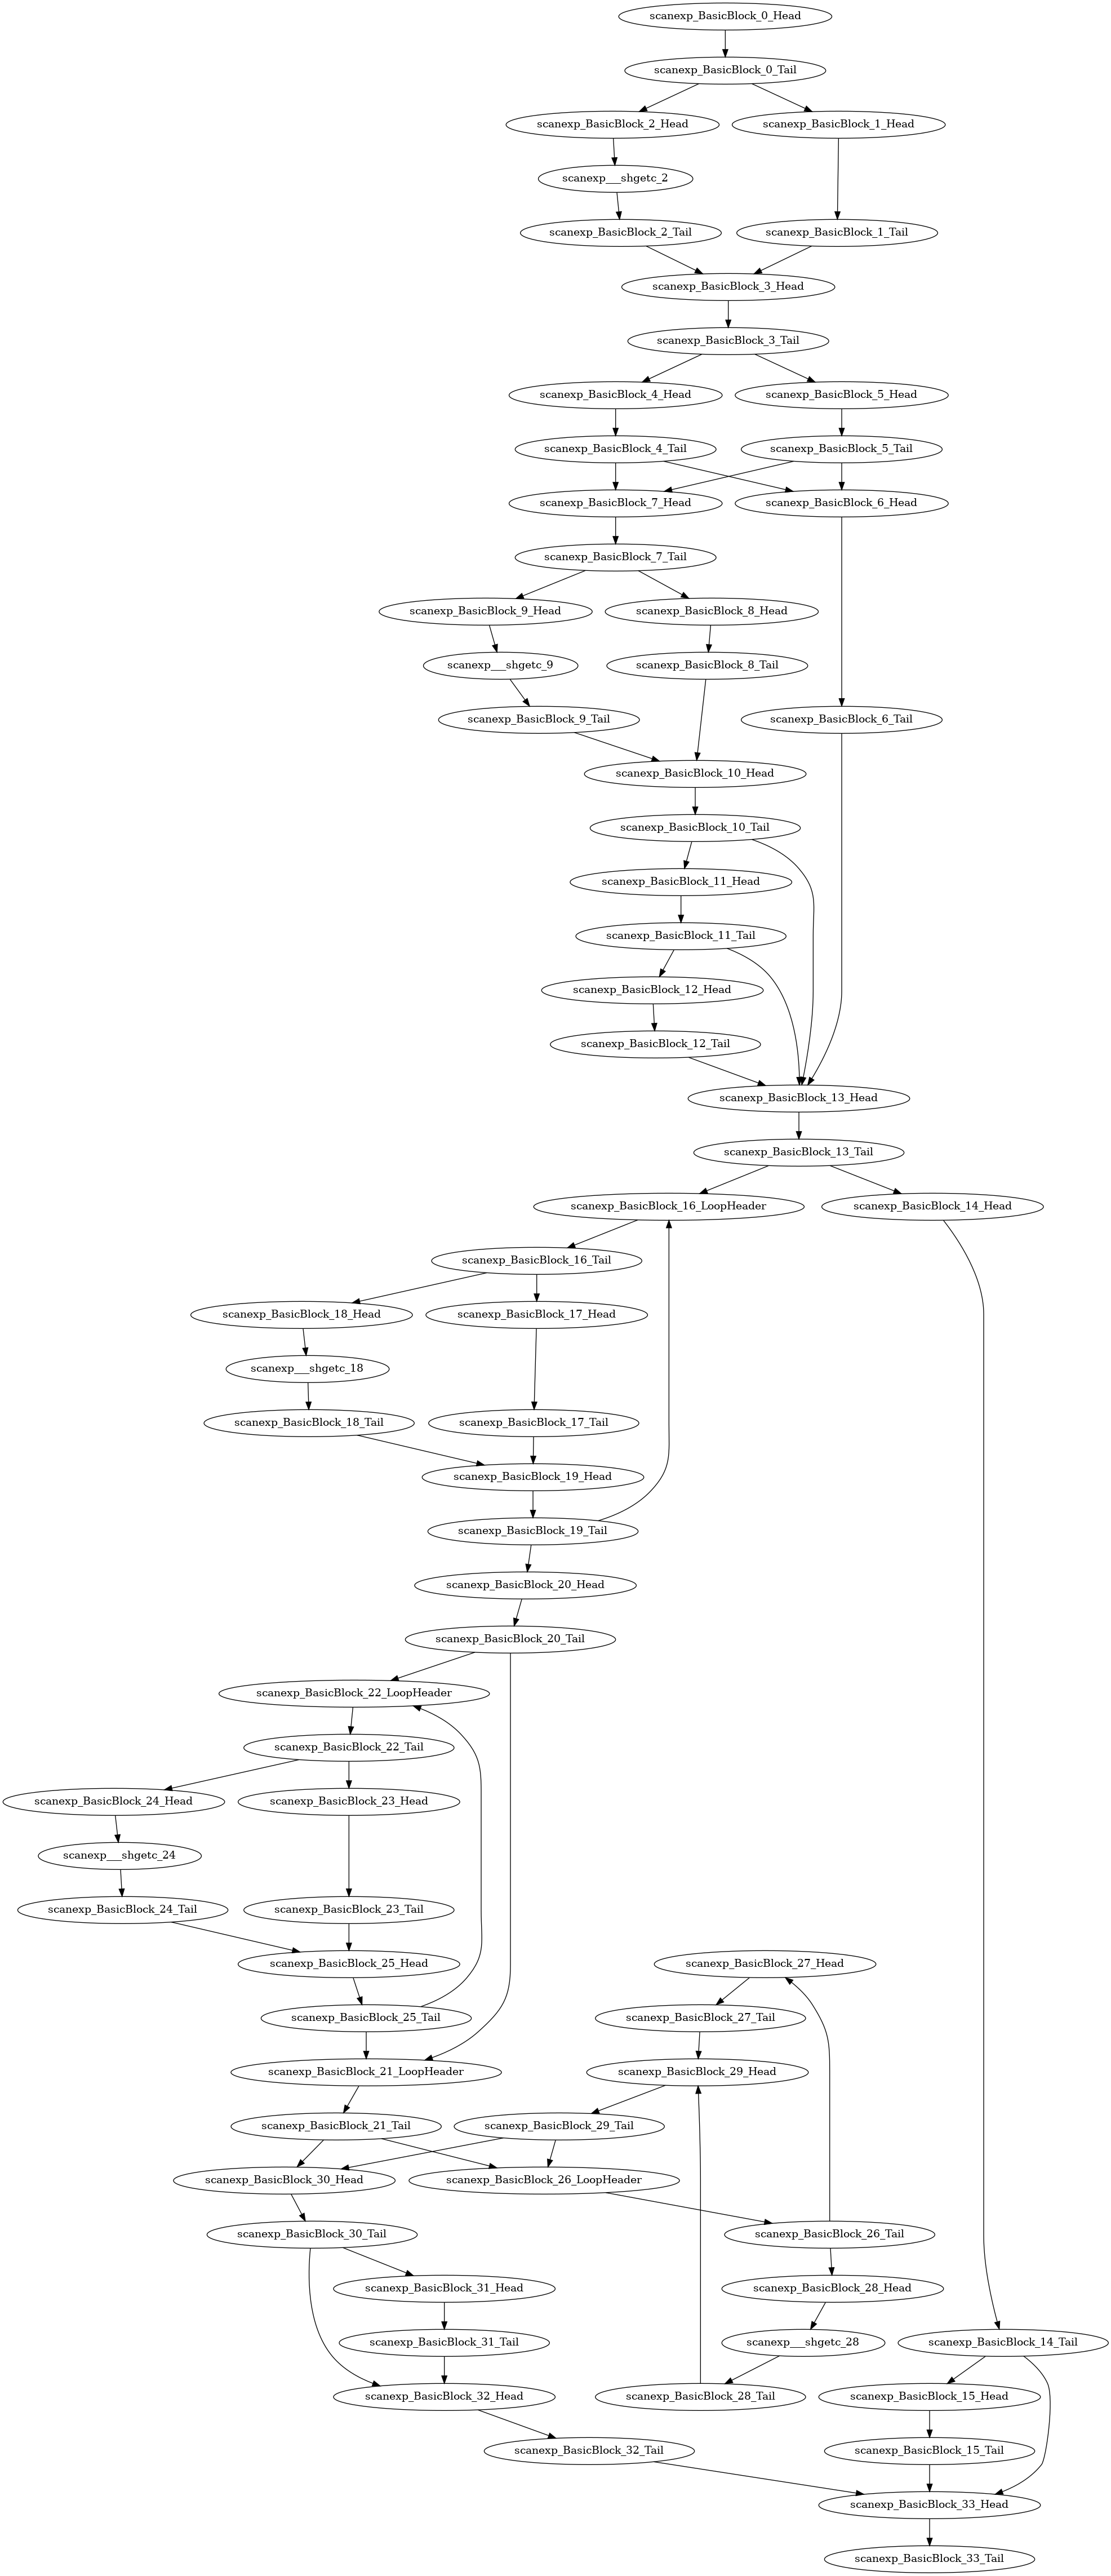 scanexp_BasicBlock_0_Head
scanexp_BasicBlock_0_Tail
scanexp_BasicBlock_2_Head
scanexp_BasicBlock_1_Head
scanexp___shgetc_2
scanexp_BasicBlock_2_Tail
scanexp_BasicBlock_1_Tail
scanexp_BasicBlock_3_Head
scanexp_BasicBlock_3_Tail
scanexp_BasicBlock_4_Head
scanexp_BasicBlock_5_Head
scanexp_BasicBlock_4_Tail
scanexp_BasicBlock_5_Tail
scanexp_BasicBlock_7_Head
scanexp_BasicBlock_6_Head
scanexp_BasicBlock_7_Tail
scanexp_BasicBlock_9_Head
scanexp_BasicBlock_8_Head
scanexp___shgetc_9
scanexp_BasicBlock_8_Tail
scanexp_BasicBlock_9_Tail
scanexp_BasicBlock_6_Tail
scanexp_BasicBlock_10_Head
scanexp_BasicBlock_10_Tail
scanexp_BasicBlock_11_Head
scanexp_BasicBlock_11_Tail
scanexp_BasicBlock_12_Head
scanexp_BasicBlock_12_Tail
scanexp_BasicBlock_13_Head
scanexp_BasicBlock_13_Tail
scanexp_BasicBlock_16_LoopHeader
scanexp_BasicBlock_14_Head
scanexp_BasicBlock_16_Tail
scanexp_BasicBlock_18_Head
scanexp_BasicBlock_17_Head
scanexp___shgetc_18
scanexp_BasicBlock_18_Tail
scanexp_BasicBlock_17_Tail
scanexp_BasicBlock_19_Head
scanexp_BasicBlock_19_Tail
scanexp_BasicBlock_20_Head
scanexp_BasicBlock_20_Tail
scanexp_BasicBlock_22_LoopHeader
scanexp_BasicBlock_22_Tail
scanexp_BasicBlock_24_Head
scanexp_BasicBlock_23_Head
scanexp___shgetc_24
scanexp_BasicBlock_24_Tail
scanexp_BasicBlock_23_Tail
scanexp_BasicBlock_25_Head
scanexp_BasicBlock_27_Head
scanexp_BasicBlock_25_Tail
scanexp_BasicBlock_27_Tail
scanexp_BasicBlock_21_LoopHeader
scanexp_BasicBlock_29_Head
scanexp_BasicBlock_21_Tail
scanexp_BasicBlock_29_Tail
scanexp_BasicBlock_30_Head
scanexp_BasicBlock_26_LoopHeader
scanexp_BasicBlock_30_Tail
scanexp_BasicBlock_26_Tail
scanexp_BasicBlock_31_Head
scanexp_BasicBlock_28_Head
scanexp_BasicBlock_31_Tail
scanexp___shgetc_28
scanexp_BasicBlock_14_Tail
scanexp_BasicBlock_32_Head
scanexp_BasicBlock_28_Tail
scanexp_BasicBlock_15_Head
scanexp_BasicBlock_32_Tail
scanexp_BasicBlock_15_Tail
scanexp_BasicBlock_33_Head
scanexp_BasicBlock_33_Tail